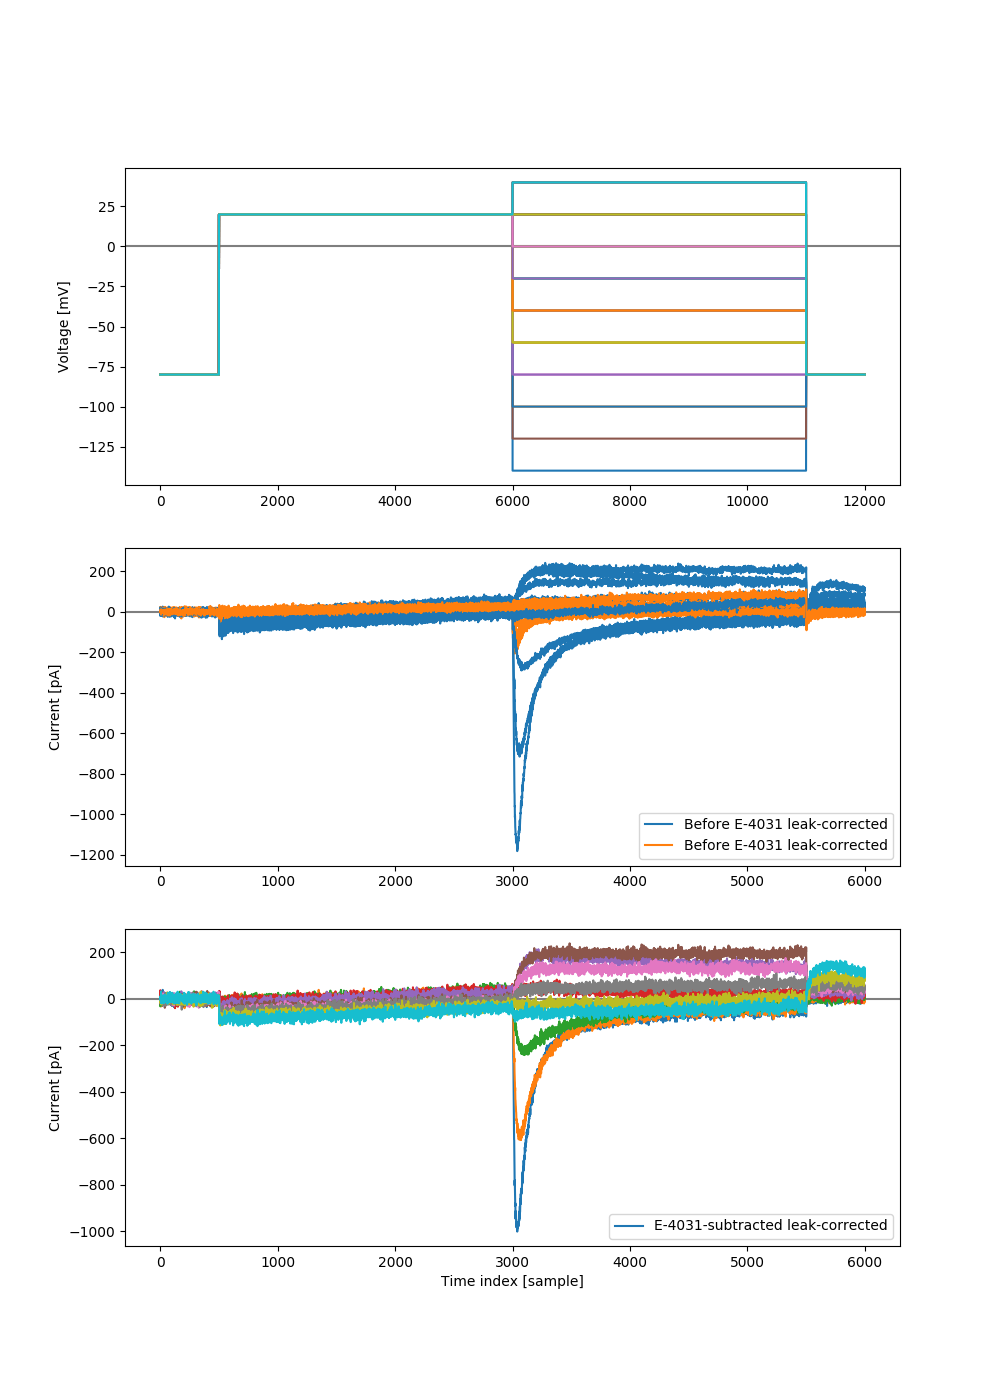 25
0
−25
−50
−75
−100
−125
Voltage [mV]
0 2000 4000 6000 8000 10000 12000
200
0
−200
−400
−600
−800
−1000
−1200
Current [pA]
Before E-4031 leak-corrected
Before E-4031 leak-corrected
0 1000 2000 3000 4000 5000 6000
200
0
−200
−400
−600
−800
−1000
Current [pA]
E-4031-subtracted leak-corrected
0 1000 2000 3000 4000 5000 6000
Time index [sample]